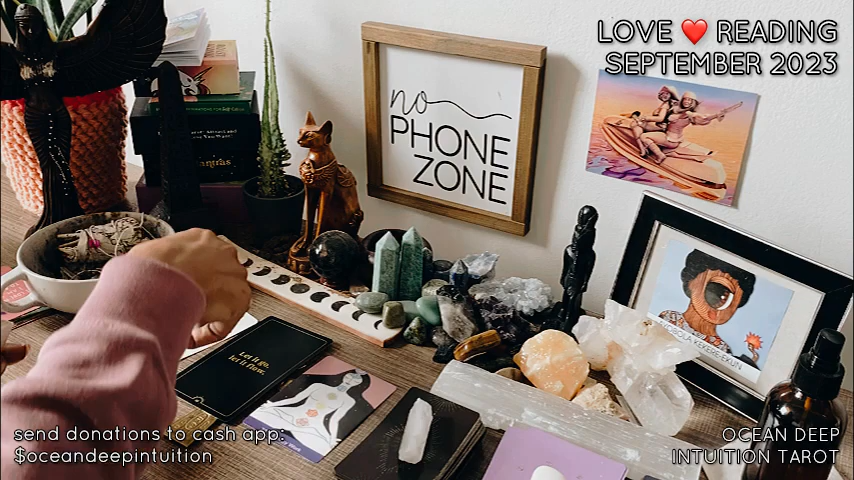 LOVE ❤️ READING
SEPTEMBER 2023
no
PHONE
ZONE
Let it go,
let it flow.
send donations to cash app:
$oceandeepintuition
OCEAN DEEP
INTUITION TAROT